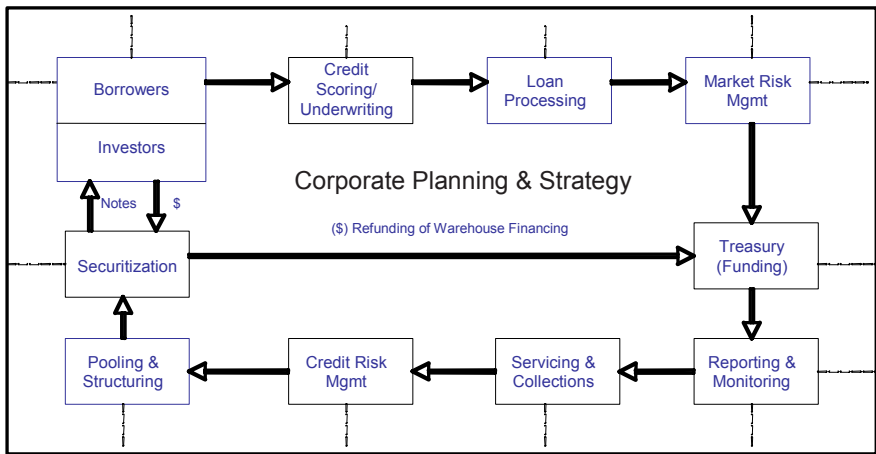 Borrowers
Credit
Scoring/
Underwriting
Loan
Processing
Market Risk
Mgmt
Investors
Corporate Planning & Strategy
Notes
$
($) Refunding of Warehouse Financing
Securitization
Treasury
(Funding)
Pooling &
Structuring
Credit Risk
Mgmt
Servicing &
Collections
Reporting &
Monitoring